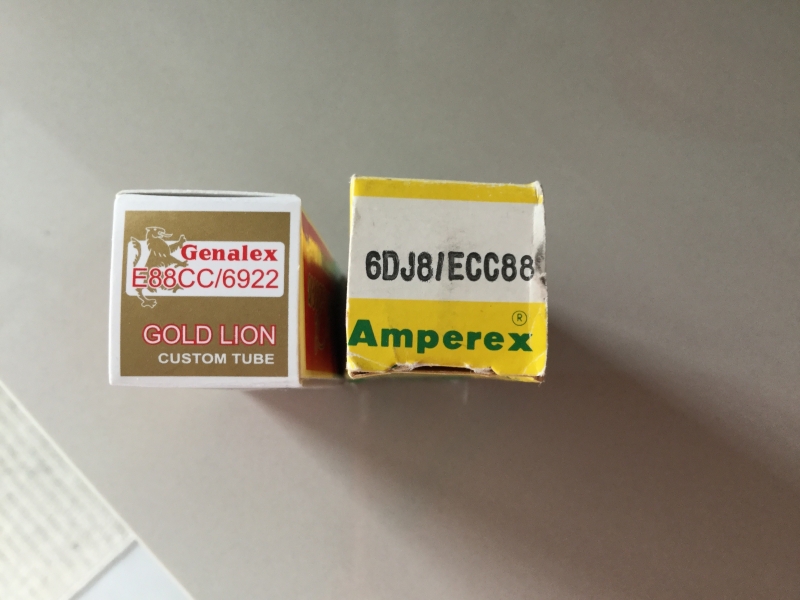 Genalex
E88CC/6922
GOLD LION
CUSTOM TUBE
6DJ8/ECC88
®
Amperex